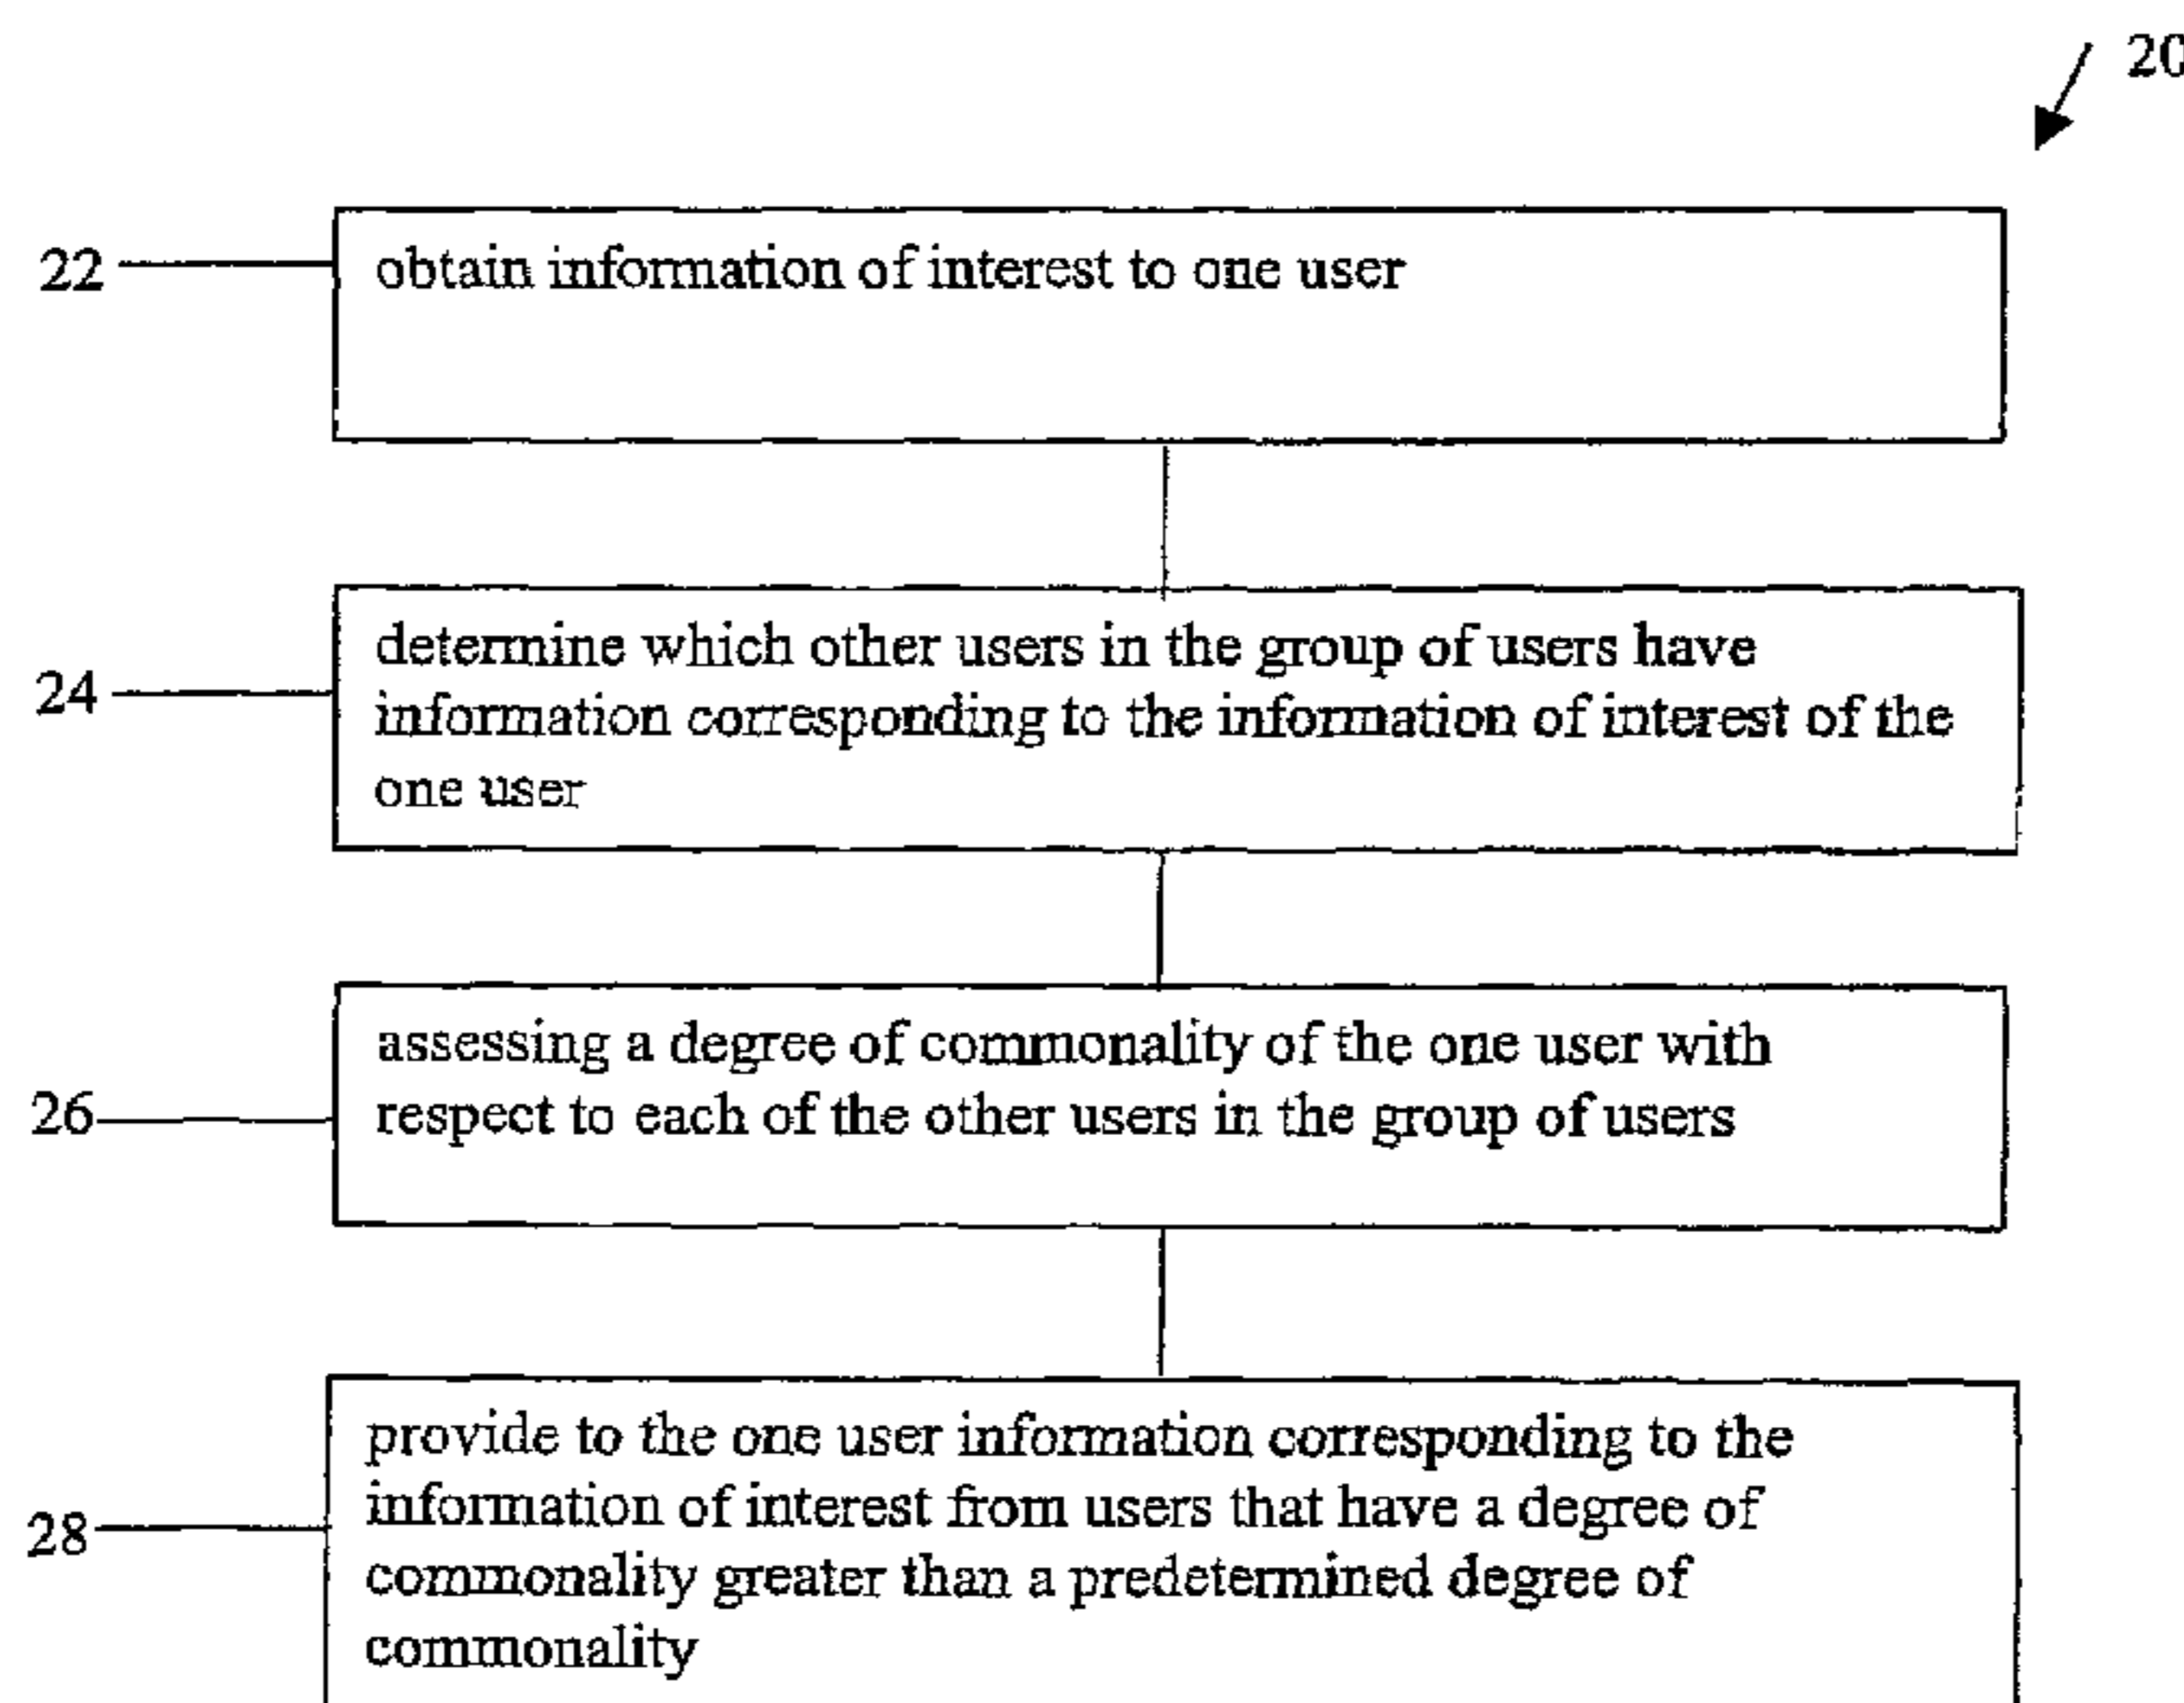 20
22
obtain information of interest to one user
24
determine which other users in the group of users have
information corresponding to the information of interest of the
one user
26
assessing a degree of commonality of the one user with
respect to each of the other users in the group of users
28
provide to the one user information corresponding to the
information of interest from users that have a degree of
commonality greater than a predetermined degree of
commonality